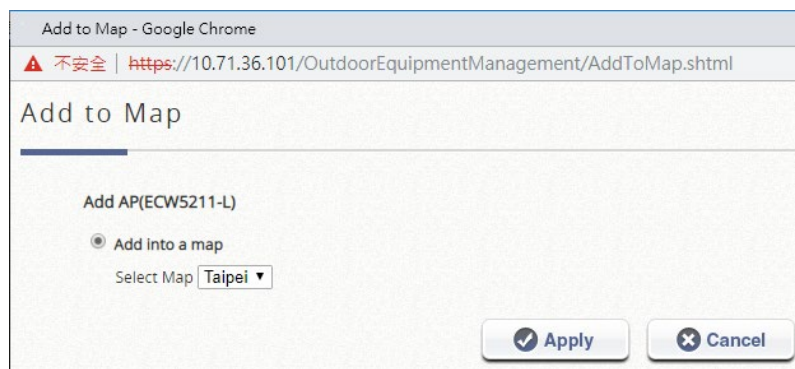 Add to Map - Google Chrome
不安全 | https://10.71.36.101/OutdoorEquipmentManagement/AddToMap.shtml
Add to Map
Add AP(ECW5211-L)
Add into a map
Select Map Taipei ▼
Apply Cancel